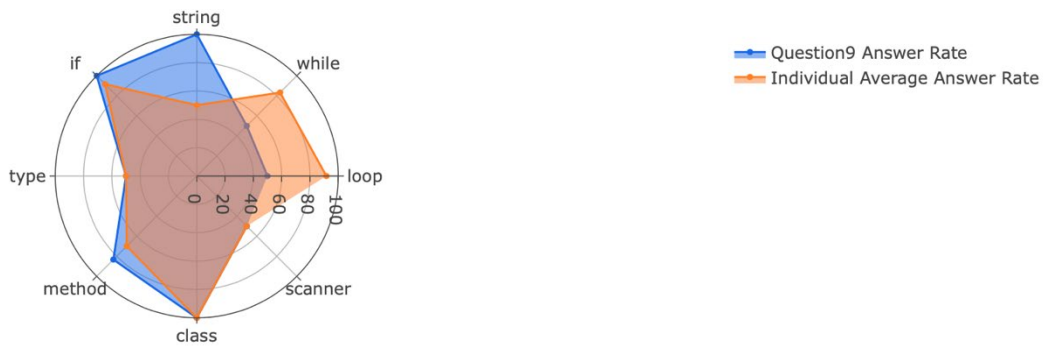 string
if
while
type
loop
0
20
40
60
80
100
method
scanner
class
Question9 Answer Rate
Individual Average Answer Rate